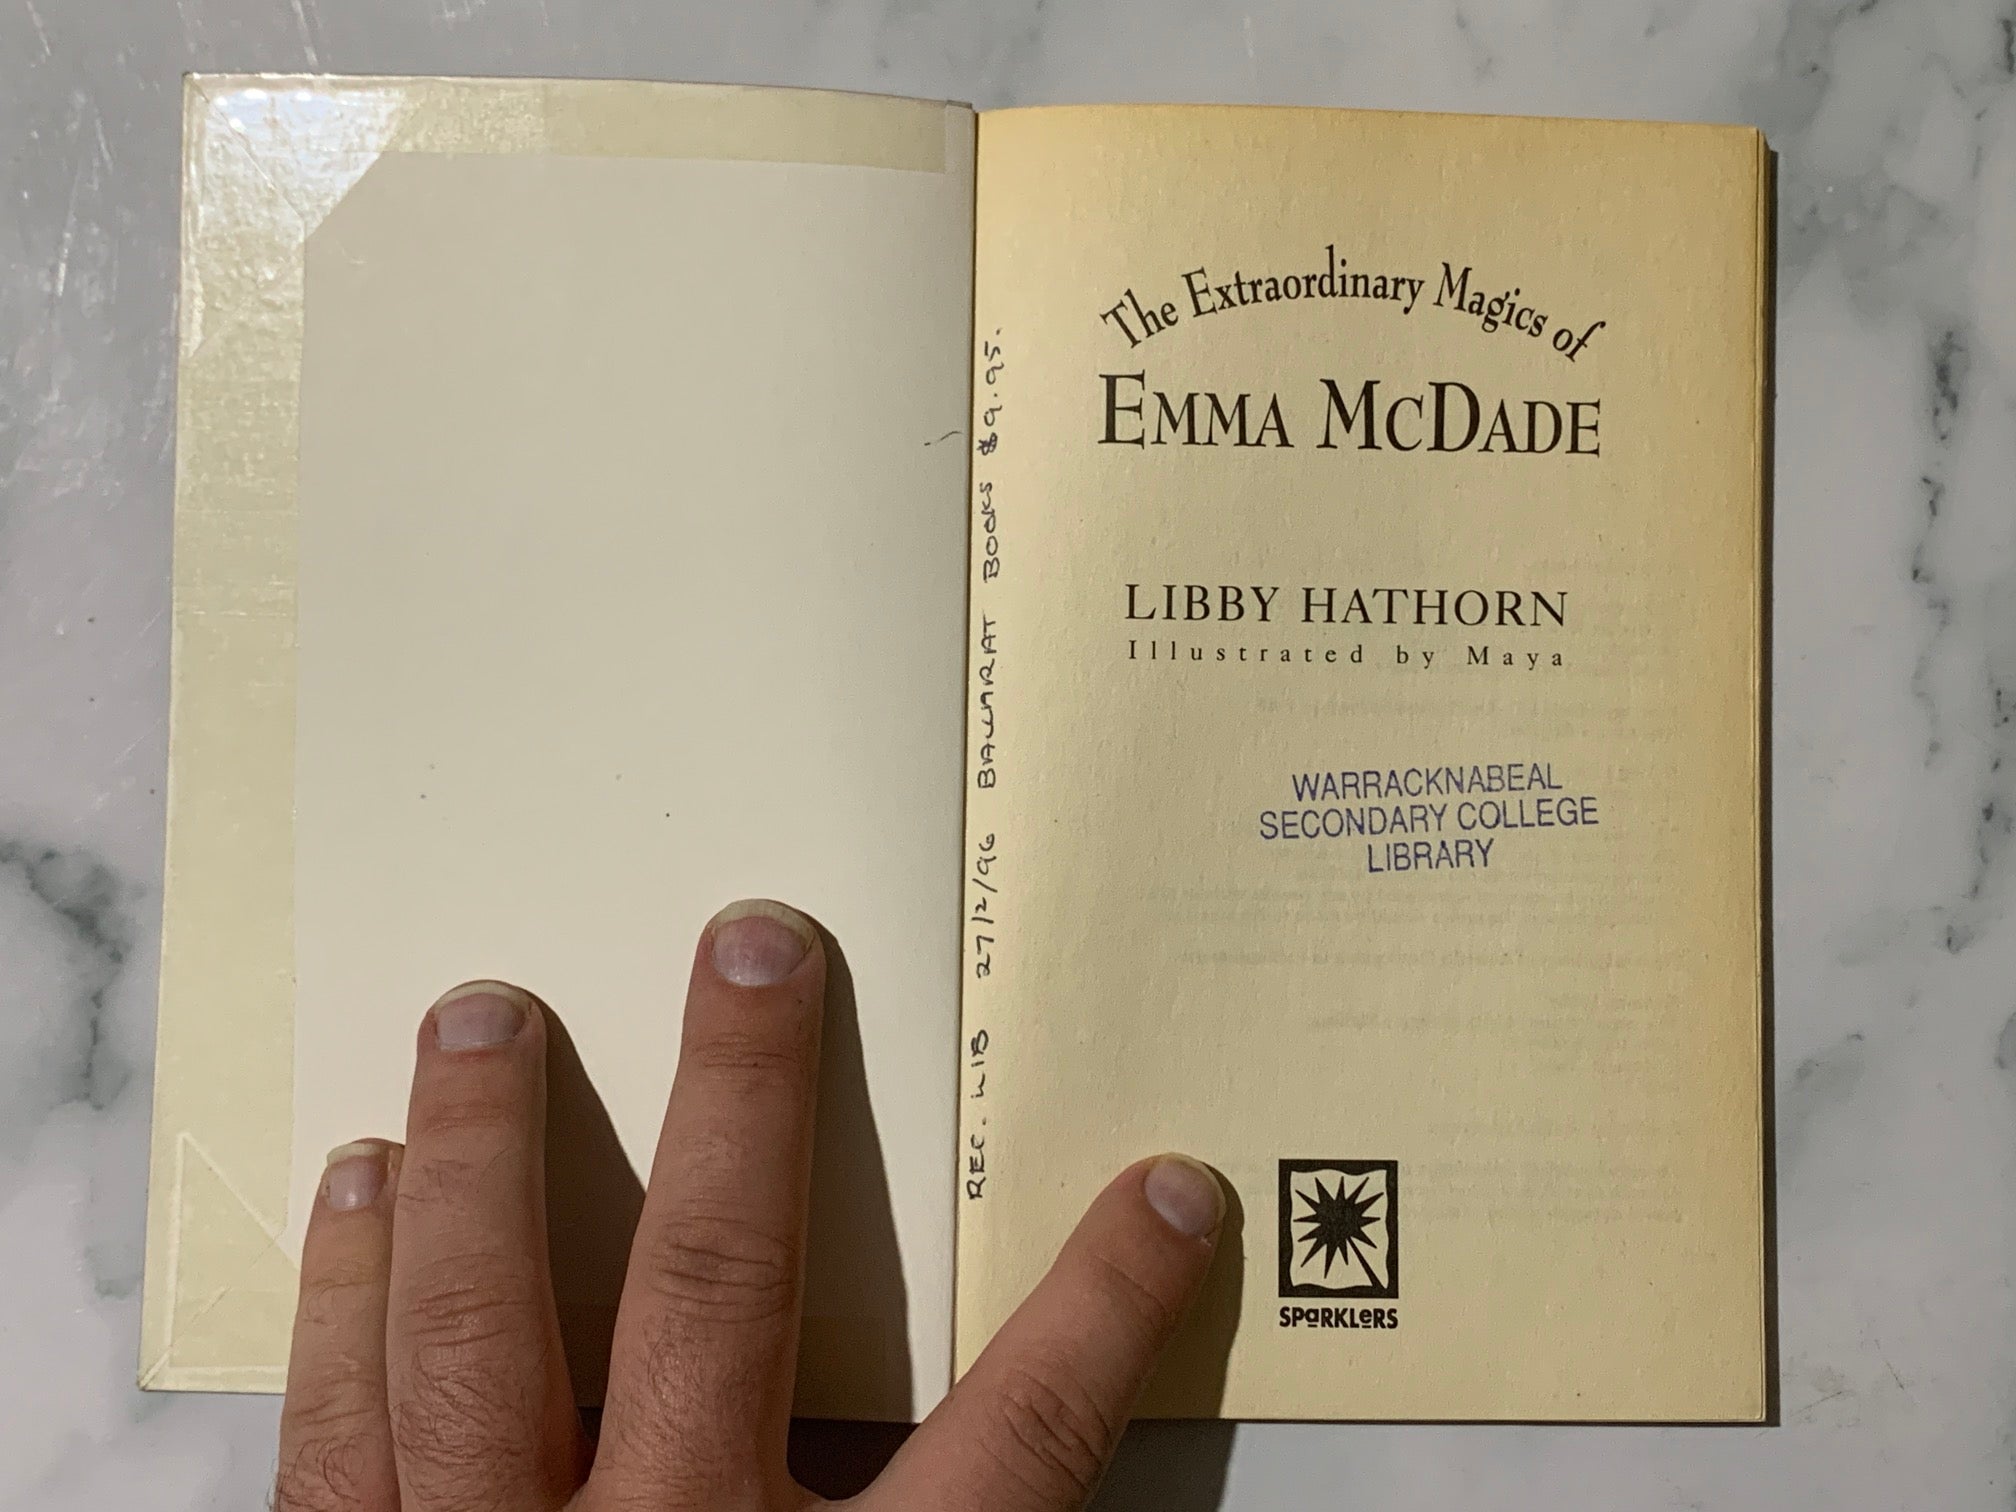 The Extraordinary Magics of
EMMA MCDADE
LIBBY HATHORN
Illustrated by Maya
WARRACKNABEAL
SECONDARY COLLEGE
LIBRARY
SPaRKLeRS
REC. LIB 27/2/96 BALLARAT BOOKS $9.95.